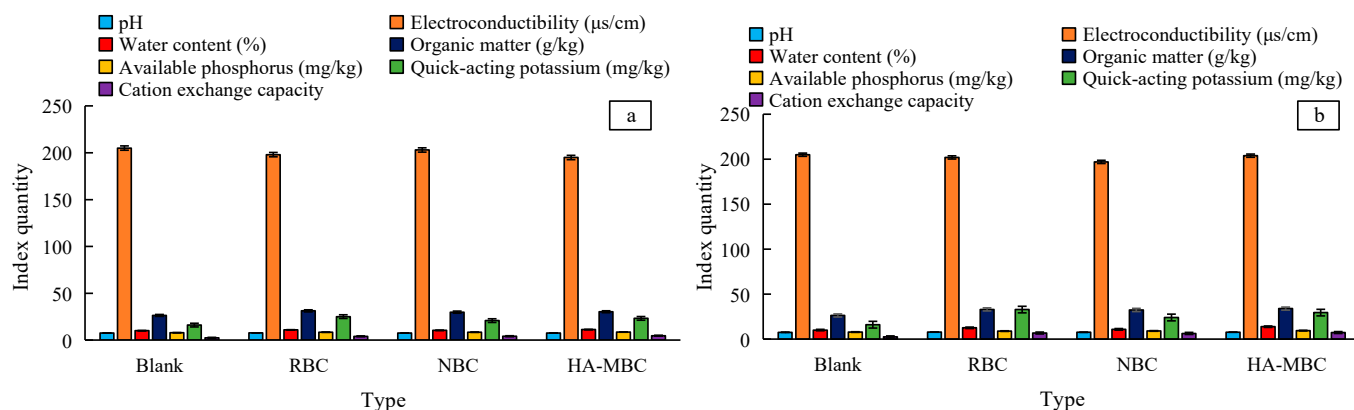 pH
Electroconductibility (μs/cm)
Water content (%)
Organic matter (g/kg)
Available phosphorus (mg/kg)
Quick-acting potassium (mg/kg)
Cation exchange capacity
a
250
200
150
100
50
0
Index quantity
Blank
RBC
NBC
HA-MBC
Type
pH
Electroconductibility (μs/cm)
Water content (%)
Organic matter (g/kg)
Available phosphorus (mg/kg)
Quick-acting potassium (mg/kg)
Cation exchange capacity
b
250
200
150
100
50
0
Index quantity
Blank
RBC
NBC
HA-MBC
Type